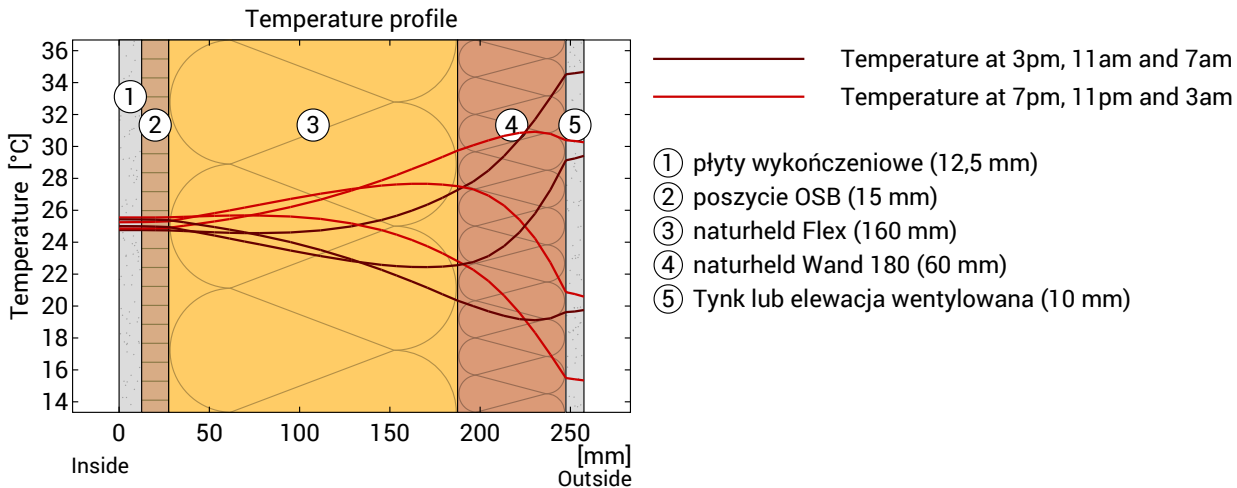 Temperature profile
Temperature [°C]
36
34
32
30
28
26
24
22
20
18
16
14
1
2
3
4
5
0
50
100
150
200
250
[mm]
Inside
Outside
Temperature at 3pm, 11am and 7am
Temperature at 7pm, 11pm and 3am
1 płyty wykończeniowe (12,5 mm)
2 poszycie OSB (15 mm)
3 naturheld Flex (160 mm)
4 naturheld Wand 180 (60 mm)
5 Tynk lub elewacja wentylowana (10 mm)